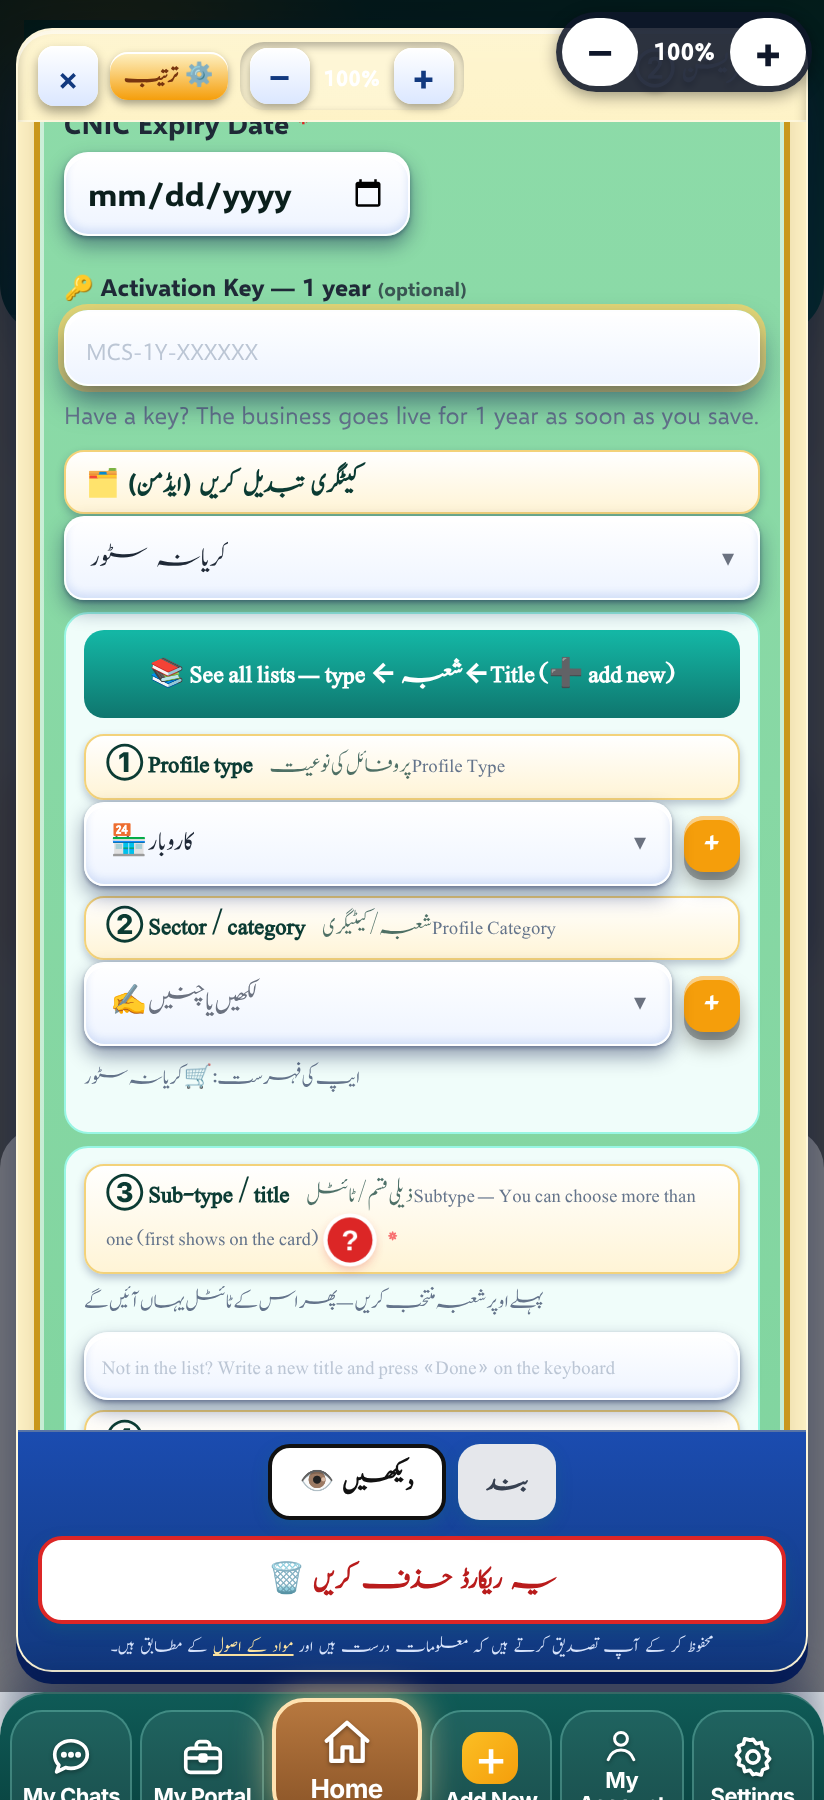 × ترتیب − 100% +
− 100% +
CNIC Expiry Date *
mm/dd/yyyy
Activation Key — 1 year (optional)
MCS-1Y-XXXXXX
Have a key? The business goes live for 1 year as soon as you save.
کیٹگری تبدیل کریں (ایڈمن)
کریانہ سٹور ▼
See all lists — type ← شعبہ ← Title (➕ add new)
① Profile type پروفائل کی نوعیت Profile Type
24 کاروبار ▼ +
② Sector / category شعبہ / کیٹیگری Profile Category
لکھیں یا چنیں ▼ +
ایپ کی فہرست: کریانہ سٹور
③ Sub-type / title ذیلی قسم / ٹائٹل Subtype — You can choose more than
one (first shows on the card) ? *
پہلے اوپر شعبہ منتخب کریں — پھر اس کے ٹائٹل یہاں آئیں گے
Not in the list? Write a new title and press «Done» on the keyboard
دیکھیں بند
یہ ریکارڈ حذف کریں
محفوظ کر کے آپ تصدیق کرتے ہیں کہ معلومات درست ہیں اور مواد کے اصول کے مطابق ہیں۔
My Chats My Portal Home Add New My Account Settings